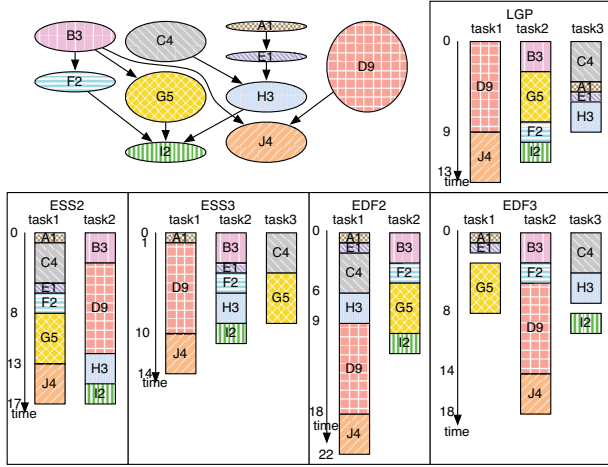 B3 C4 A1 D9
E1
F2 G5 H3
I2 J4
LGP
task1 task2 task3
0
D9 B3 C4
G5 A1
E1
H3
9 F2
J4 I2
13
time
ESS2
task1 task2
0 A1 B3
C4
D9
E1
F2
8
G5
13 H3
J4 I2
17
time
ESS3
task1 task2 task3
0 A1 B3 C4
1
E1
D9 F2
H3 G5
10 I2
J4
14
time
EDF2
task1 task2
0 A1 B3
E1
C4 F2
6
H3 G5
9
I2
D9
18
time J4
22
EDF3
task1 task2 task3
0 A1 B3 C4
E1
F2
G5 H3
8 D9
I2
14
J4
18
time